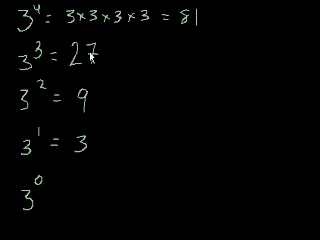 3⁴ = 3 × 3 × 3 × 3 = 81
3³ = 27
3² = 9
3¹ = 3
3⁰